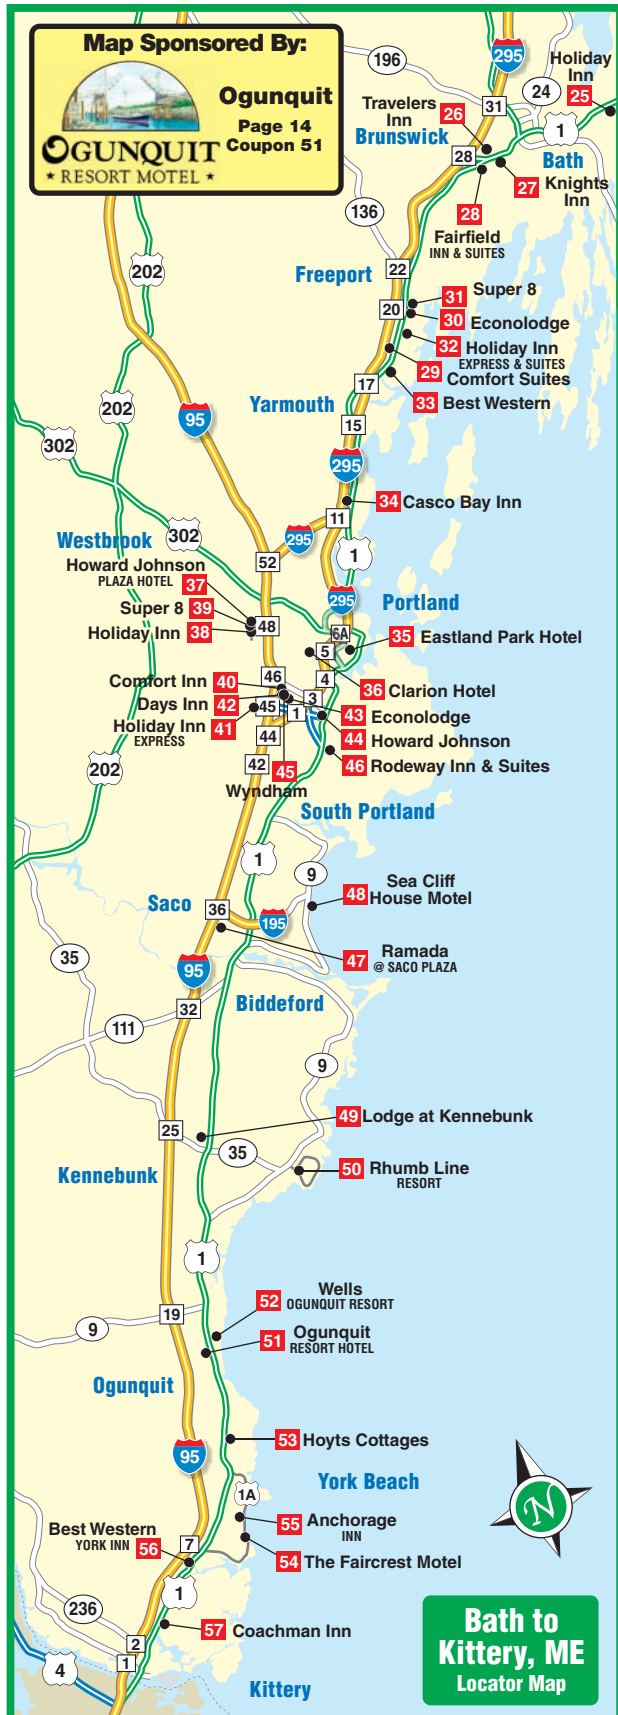 Map Sponsored By:
OGUNQUIT
★ RESORT MOTEL ★
Ogunquit
Page 14
Coupon 51
295
196
Holiday
Inn
25
24
31
Travelers
Inn
26
Brunswick
1
28
Bath
27 Knights
Inn
28
Fairfield
INN & SUITES
136
202
22
Freeport
31 Super 8
20
30 Econolodge
32 Holiday Inn
EXPRESS & SUITES
29 Comfort Suites
17
33 Best Western
Yarmouth
202
95
15
302
295
34 Casco Bay Inn
11
302
295
Westbrook
1
52
Howard Johnson
PLAZA HOTEL
37
295
Portland
Super 8 39
48
Holiday Inn 38
6A
35 Eastland Park Hotel
5
46
4
Comfort Inn 40
36 Clarion Hotel
3
Days Inn 42
45
1
43 Econolodge
Holiday Inn
EXPRESS
41
44
44 Howard Johnson
42
45
Wyndham
46 Rodeway Inn & Suites
202
South Portland
1
9
Sea Cliff
48 House Motel
Saco
36
195
35
47 Ramada
@ SACO PLAZA
95
Biddeford
32
111
9
49 Lodge at Kennebunk
25
35
Kennebunk
50 Rhumb Line
RESORT
1
52 Wells
OGUNQUIT RESORT
19
9
51 Ogunquit
RESORT HOTEL
Ogunquit
53 Hoyts Cottages
95
York Beach
1A
N
55 Anchorage
INN
Best Western
YORK INN 56
7
54 The Faircrest Motel
1
236
57 Coachman Inn
2
1
4
Kittery
Bath to
Kittery, ME
Locator Map